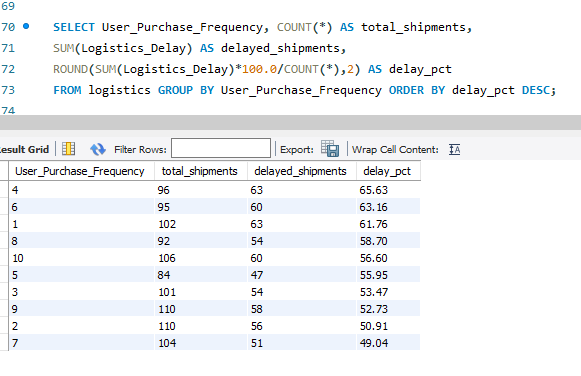 69
70 SELECT User_Purchase_Frequency, COUNT(*) AS total_shipments,
71 SUM(Logistics_Delay) AS delayed_shipments,
72 ROUND(SUM(Logistics_Delay)*100.0/COUNT(*),2) AS delay_pct
73 FROM logistics GROUP BY User_Purchase_Frequency ORDER BY delay_pct DESC;
74
esult Grid Filter Rows: Export: Wrap Cell Content: IA
User_Purchase_Frequency total_shipments delayed_shipments delay_pct
4 96 63 65.63
6 95 60 63.16
1 102 63 61.76
8 92 54 58.70
10 106 60 56.60
5 84 47 55.95
3 101 54 53.47
9 110 58 52.73
2 110 56 50.91
7 104 51 49.04